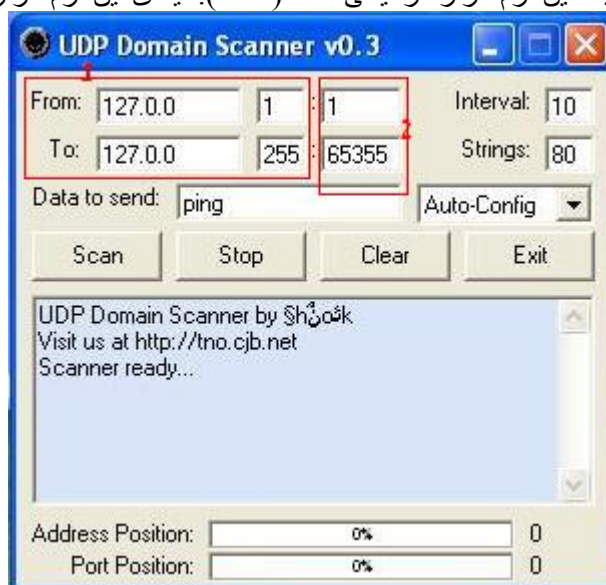 UDP Domain Scanner v0.3
1
From: 127.0.0 1 : 1 Interval: 10
2
To: 127.0.0 255 : 65355 Strings: 80
Data to send: ping Auto-Config
Scan Stop Clear Exit
UDP Domain Scanner by
Visit us at http://tno.cjb.net
Scanner ready...
Address Position: 0% 0
Port Position: 0% 0